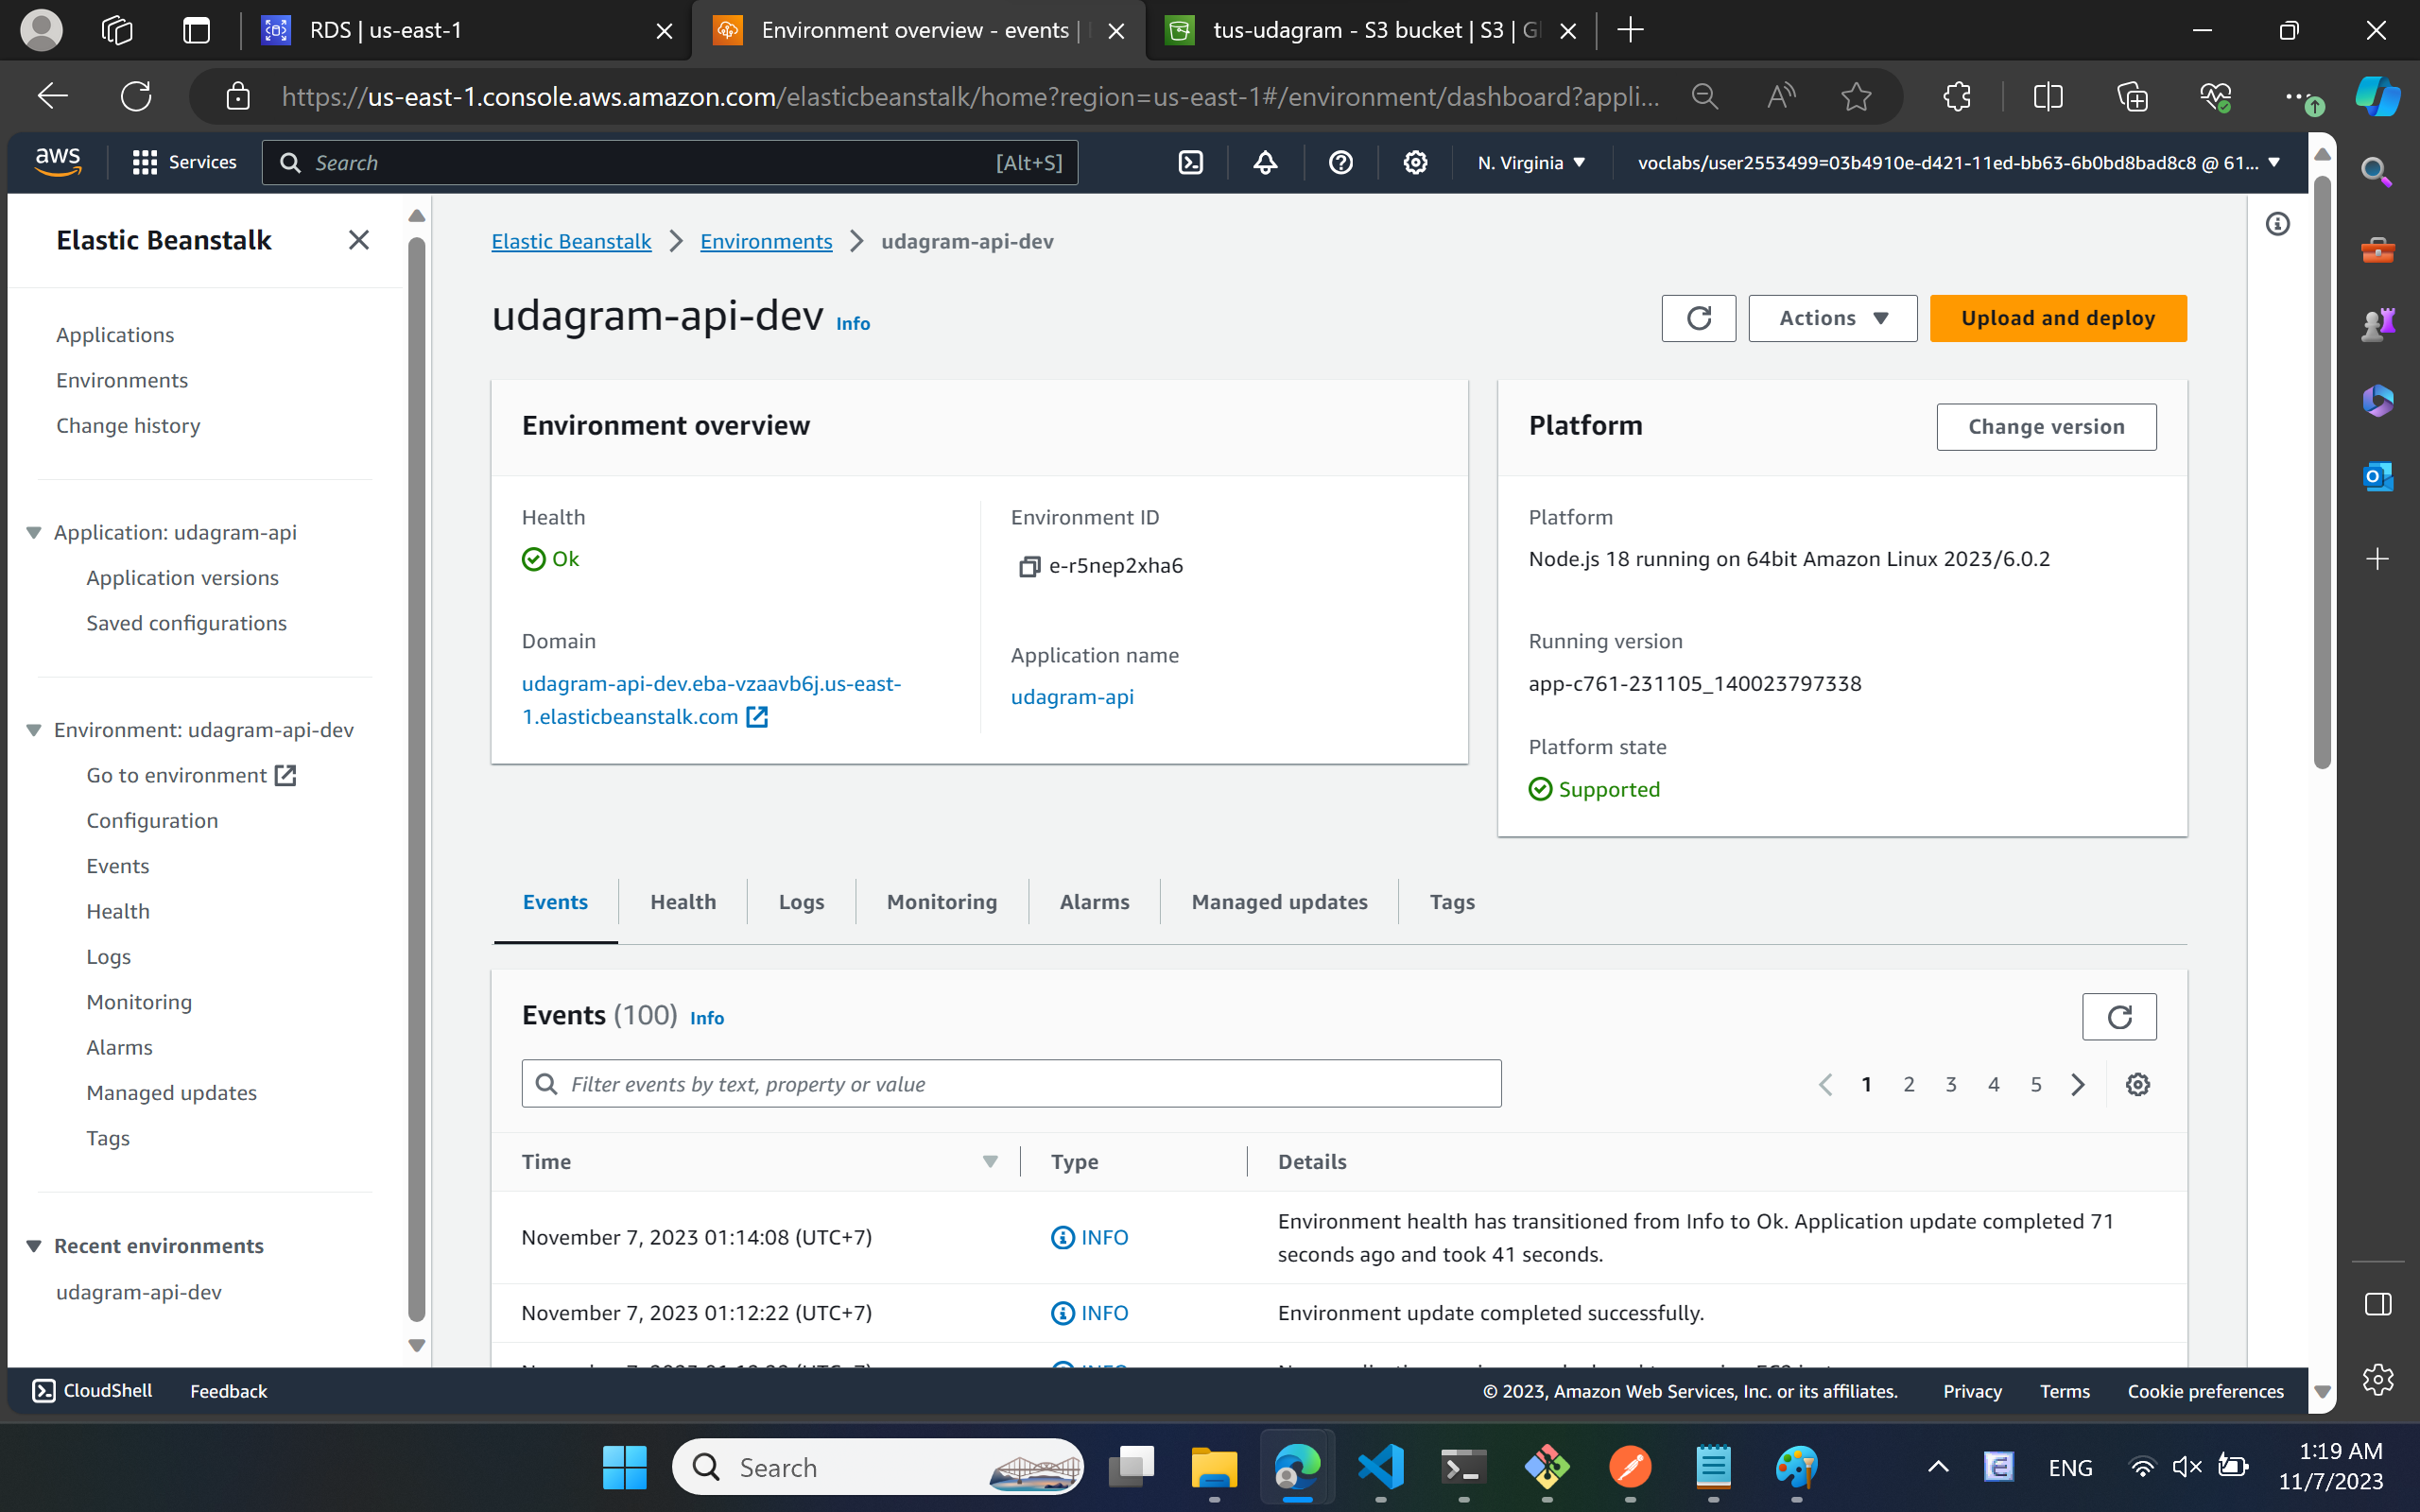 RDS | us-east-1
Environment overview - events |
tus-udagram - S3 bucket | S3 | Gl
https://us-east-1.console.aws.amazon.com/elasticbeanstalk/home?region=us-east-1#/environment/dashboard?appli...
aws
Services
Search
[Alt+S]
N. Virginia
voclabs/user2553499=03b4910e-d421-11ed-bb63-6b0bd8bad8c8 @ 61...
Elastic Beanstalk
Applications
Environments
Change history
Application: udagram-api
Application versions
Saved configurations
Environment: udagram-api-dev
Go to environment
Configuration
Events
Health
Logs
Monitoring
Alarms
Managed updates
Tags
Recent environments
udagram-api-dev
Elastic Beanstalk
Environments
udagram-api-dev
udagram-api-dev Info
Actions
Upload and deploy
Environment overview
Health
Ok
Domain
udagram-api-dev.eba-vzaavb6j.us-east-
1.elasticbeanstalk.com
Environment ID
e-r5nep2xha6
Application name
udagram-api
Platform
Change version
Platform
Node.js 18 running on 64bit Amazon Linux 2023/6.0.2
Running version
app-c761-231105_140023797338
Platform state
Supported
Events
Health
Logs
Monitoring
Alarms
Managed updates
Tags
Events (100) Info
Filter events by text, property or value
1 2 3 4 5
Time
Type
Details
November 7, 2023 01:14:08 (UTC+7)
INFO
Environment health has transitioned from Info to Ok. Application update completed 71
seconds ago and took 41 seconds.
November 7, 2023 01:12:22 (UTC+7)
INFO
Environment update completed successfully.
CloudShell
Feedback
© 2023, Amazon Web Services, Inc. or its affiliates.
Privacy
Terms
Cookie preferences
Search
ENG
1:19 AM
11/7/2023